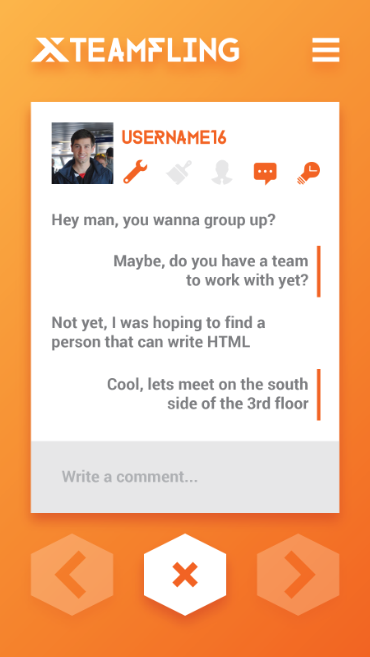 XTEAMFLING
USERNAME16
Hey man, you wanna group up?
Maybe, do you have a team
to work with yet?
Not yet, I was hoping to find a
person that can write HTML
Cool, lets meet on the south
side of the 3rd floor
Write a comment...